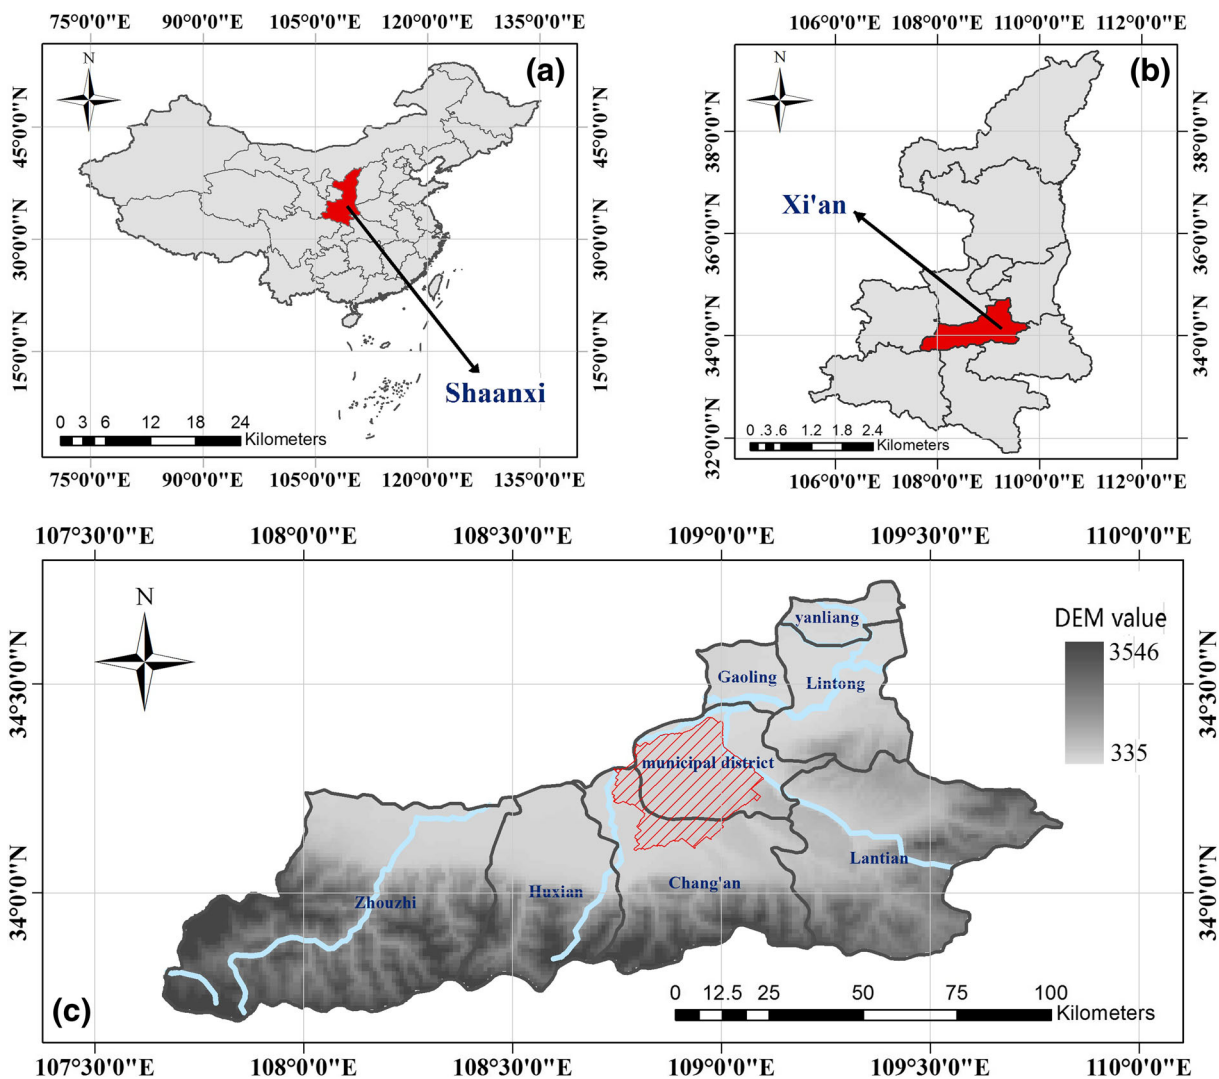 75°0'0"E 90°0'0"E 105°0'0"E 120°0'0"E 135°0'0"E
N
(a)
45°0'0"N
30°0'0"N
15°0'0"N
45°0'0"N
30°0'0"N
15°0'0"N
Shaanxi
0 3 6 12 18 24
Kilometers
75°0'0"E 90°0'0"E 105°0'0"E 120°0'0"E 135°0'0"E
106°0'0"E 108°0'0"E 110°0'0"E 112°0'0"E
N
(b)
38°0'0"N
36°0'0"N
34°0'0"N
32°0'0"N
38°0'0"N
36°0'0"N
34°0'0"N
32°0'0"N
Xi'an
0 .3 .6 1.2 1.8 2.4
Kilometers
106°0'0"E 108°0'0"E 110°0'0"E 112°0'0"E
107°30'0"E 108°0'0"E 108°30'0"E 109°0'0"E 109°30'0"E 110°0'0"E
N
34°30'0"N
34°0'0"N
34°30'0"N
34°0'0"N
DEM value
3546
335
yanliang
Gaoling
Lintong
municipal district
Lantian
Chang'an
Huxian
Zhouzhi
(c)
0 12.5 25 50 75 100
Kilometers
107°30'0"E 108°0'0"E 108°30'0"E 109°0'0"E 109°30'0"E 110°0'0"E